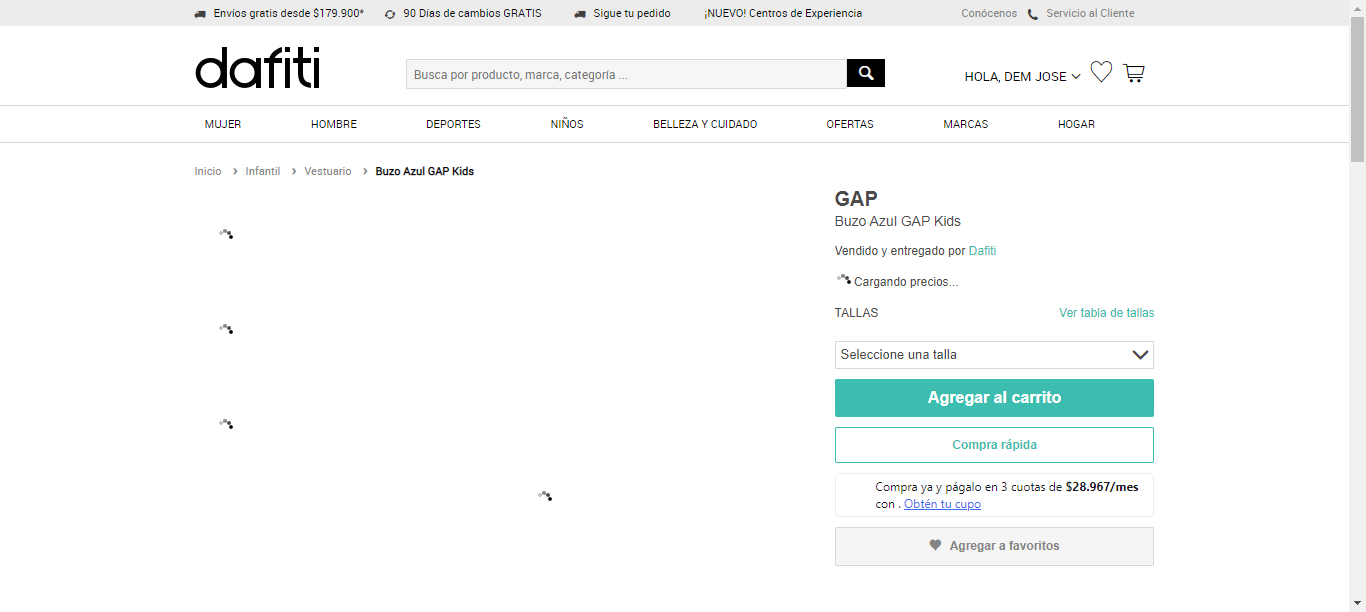 Envíos gratis desde $179.900* 90 Días de cambios GRATIS Sigue tu pedido ¡NUEVO! Centros de Experiencia Conócenos Servicio al Cliente
dafiti
Busca por producto, marca, categoría ...
HOLA, DEM JOSE
MUJER HOMBRE DEPORTES NIÑOS BELLEZA Y CUIDADO OFERTAS MARCAS HOGAR
Inicio › Infantil › Vestuario › Buzo Azul GAP Kids
GAP
Buzo Azul GAP Kids
Vendido y entregado por Dafiti
Cargando precios...
TALLAS Ver tabla de tallas
Seleccione una talla
Agregar al carrito
Compra rápida
Compra ya y págalo en 3 cuotas de $28.967/mes
con . Obtén tu cupo
Agregar a favoritos